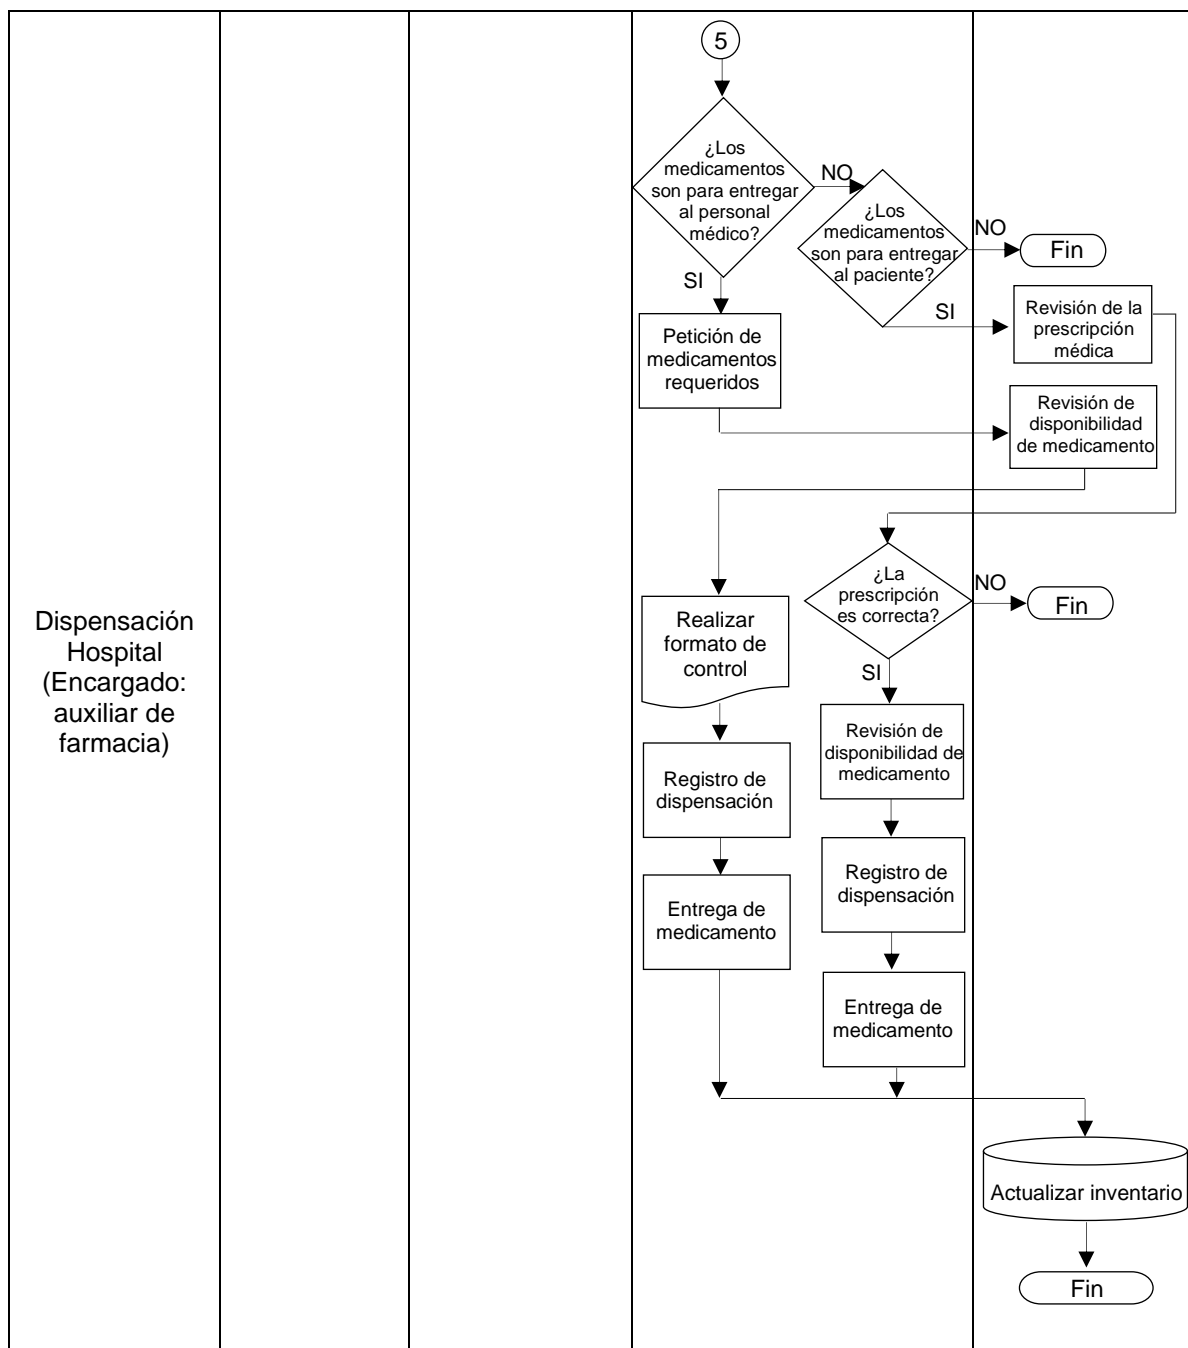 5
¿Los
medicamentos
son para entregar
al personal
médico?
NO
¿Los
medicamentos
son para entregar
al paciente?
NO
Fin
SI
SI
Petición de
medicamentos
requeridos
Revisión de la
prescripción
médica
Revisión de
disponibilidad
de medicamento
¿La
prescripción
es correcta?
NO
Fin
Dispensación
Hospital
(Encargado:
auxiliar de
farmacia)
Realizar
formato de
control
SI
Revisión de
disponibilidad de
medicamento
Registro de
dispensación
Registro de
dispensación
Entrega de
medicamento
Entrega de
medicamento
Actualizar inventario
Fin